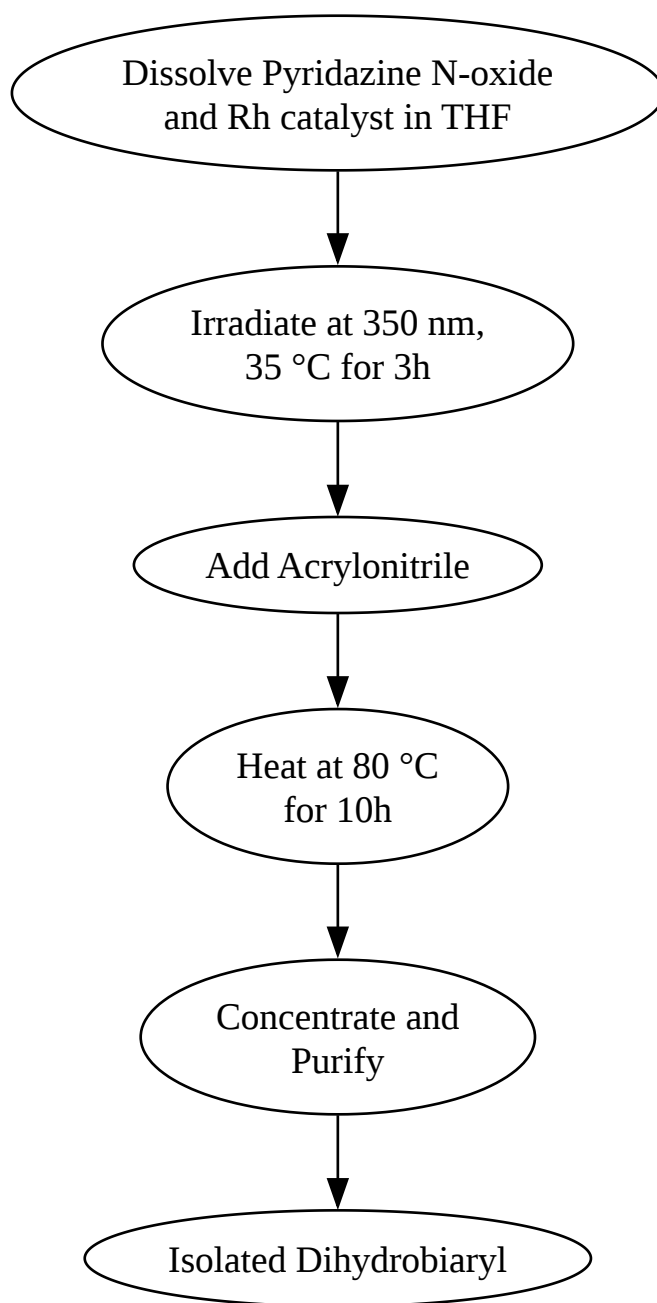 Dissolve Pyridazine N-oxide
and Rh catalyst in THF
Irradiate at 350 nm,
35 °C for 3h
Add Acrylonitrile
Heat at 80 °C
for 10h
Concentrate and
Purify
Isolated Dihydrobiaryl